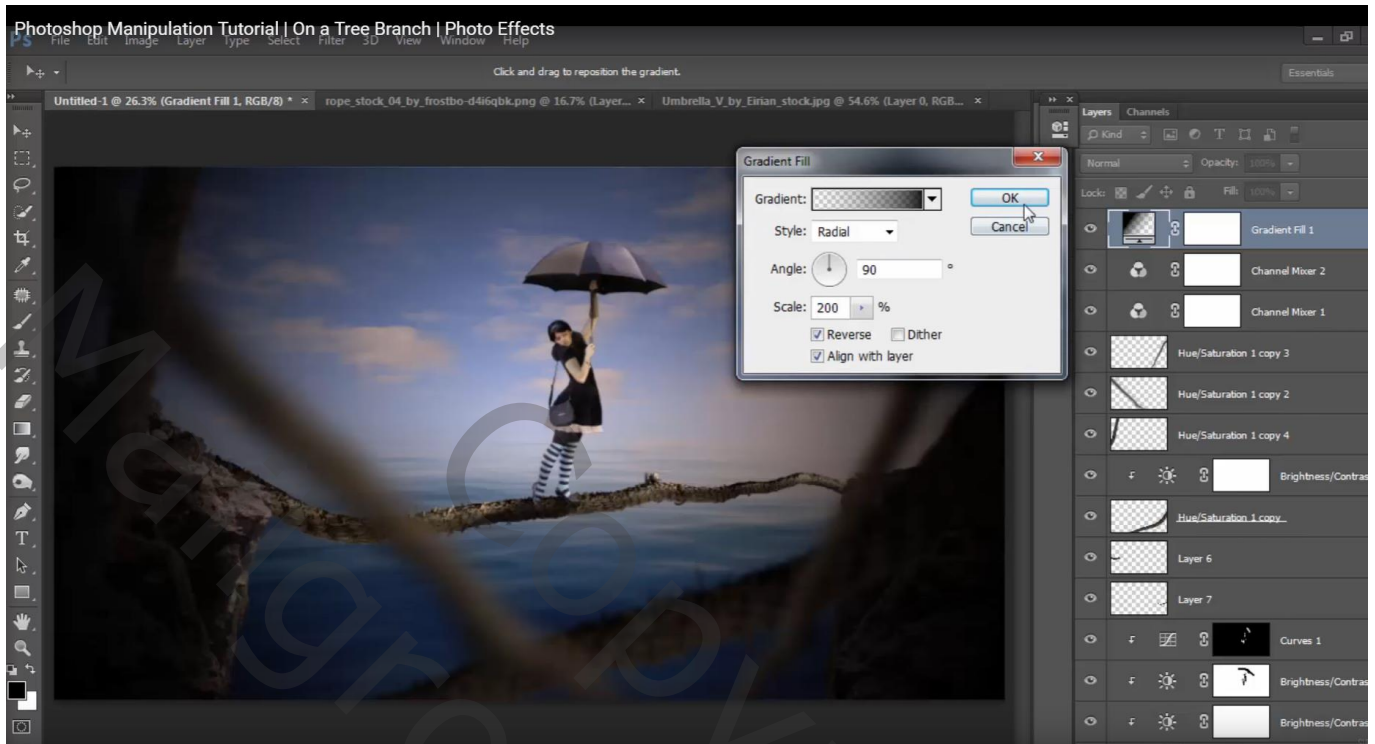 Photoshop Manipulation Tutorial | On a Tree Branch | Photo Effects
Ps File Edit Image Layer Type Select Filter 3D View Window Help
Click and drag to reposition the gradient.
Essentials
Untitled-1 @ 26.3% (Gradient Fill 1, RGB/8) * ×
rope_stock_04_by_frostbo-d4i6qbk.png @ 16.7% (Layer... ×
Umbrella_V_by_Eirian_stock.jpg @ 54.6% (Layer 0, RGB... ×
Layers Channels
Kind
Normal Opacity: 100%
Lock: Fill: 100%
Gradient Fill
Gradient:
OK
Style: Radial
Cancel
Angle: 90 °
Scale: 200 %
Reverse Dither
Align with layer
Gradient Fill 1
Channel Mixer 2
Channel Mixer 1
Hue/Saturation 1 copy 3
Hue/Saturation 1 copy 2
Hue/Saturation 1 copy 4
Brightness/Contras
Hue/Saturation 1 copy
Layer 6
Layer 7
Curves 1
Brightness/Contras
Brightness/Contras